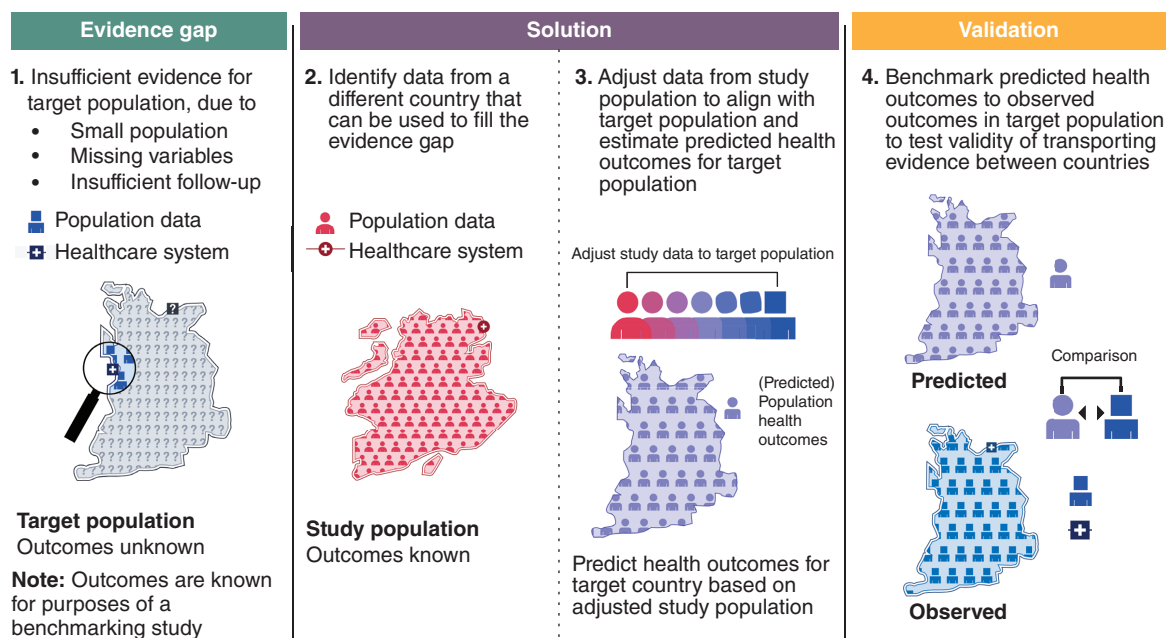 Evidence gap
1. Insufficient evidence for
target population, due to
• Small population
• Missing variables
• Insufficient follow-up
Population data
Healthcare system
?
Target population
Outcomes unknown
Note: Outcomes are known
for purposes of a
benchmarking study
Solution
2. Identify data from a
different country that
can be used to fill the
evidence gap
Population data
Healthcare system
Study population
Outcomes known
3. Adjust data from study
population to align with
target population and
estimate predicted health
outcomes for target
population
Adjust study data to target population
(Predicted)
Population
health
outcomes
Predict health outcomes for
target country based on
adjusted study population
Validation
4. Benchmark predicted health
outcomes to observed
outcomes in target population
to test validity of transporting
evidence between countries
Predicted
Comparison
Observed